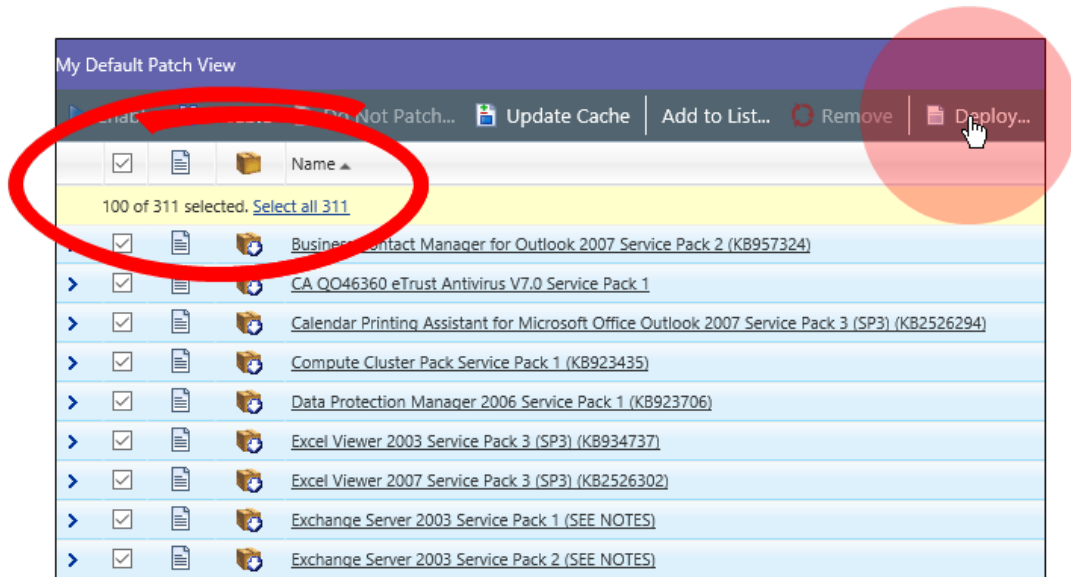 My Default Patch View
Not Patch... Update Cache Add to List... Remove Deploy...
Name
100 of 311 selected. Select all 311
Business Contact Manager for Outlook 2007 Service Pack 2 (KB957324)
CA QO46360 eTrust Antivirus V7.0 Service Pack 1
Calendar Printing Assistant for Microsoft Office Outlook 2007 Service Pack 3 (SP3) (KB2526294)
Compute Cluster Pack Service Pack 1 (KB923435)
Data Protection Manager 2006 Service Pack 1 (KB923706)
Excel Viewer 2003 Service Pack 3 (SP3) (KB934737)
Excel Viewer 2007 Service Pack 3 (SP3) (KB2526302)
Exchange Server 2003 Service Pack 1 (SEE NOTES)
Exchange Server 2003 Service Pack 2 (SEE NOTES)